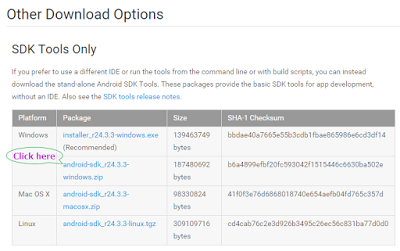 Other Download Options
SDK Tools Only
If you prefer to use a different IDE or run the tools from the command line or with build scripts, you can instead
download the stand-alone Android SDK Tools. These packages provide the basic SDK tools for app development,
without an IDE. Also see the SDK tools release notes.
Platform Package Size SHA-1 Checksum
Windows installer_r24.3.3-windows.exe 139463749 bbdae40a7665e55b3cdb1fbae865986e6cd3df14
(Recommended) bytes
Click here
android-sdk_r24.3.3- 187480692 b6a4899efbf20fc593042f1515446c6630ba502e
windows.zip bytes
Mac OS X android-sdk_r24.3.3- 98330824 41f0f3e76d6868018740e654aefb04fd765c357d
macosx.zip bytes
Linux android-sdk_r24.3.3-linux.tgz 309109716 cd4cab76c2e3d926b3495c26ec56c831ba77d0d0
bytes